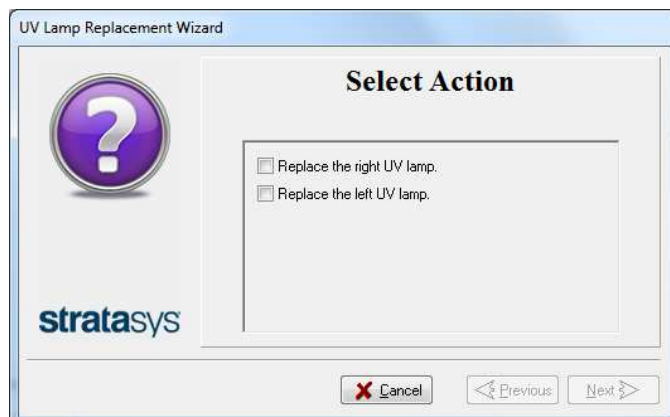 UV Lamp Replacement Wizard
Select Action
Replace the right UV lamp.
Replace the left UV lamp.
stratasys
Cancel
Previous
Next